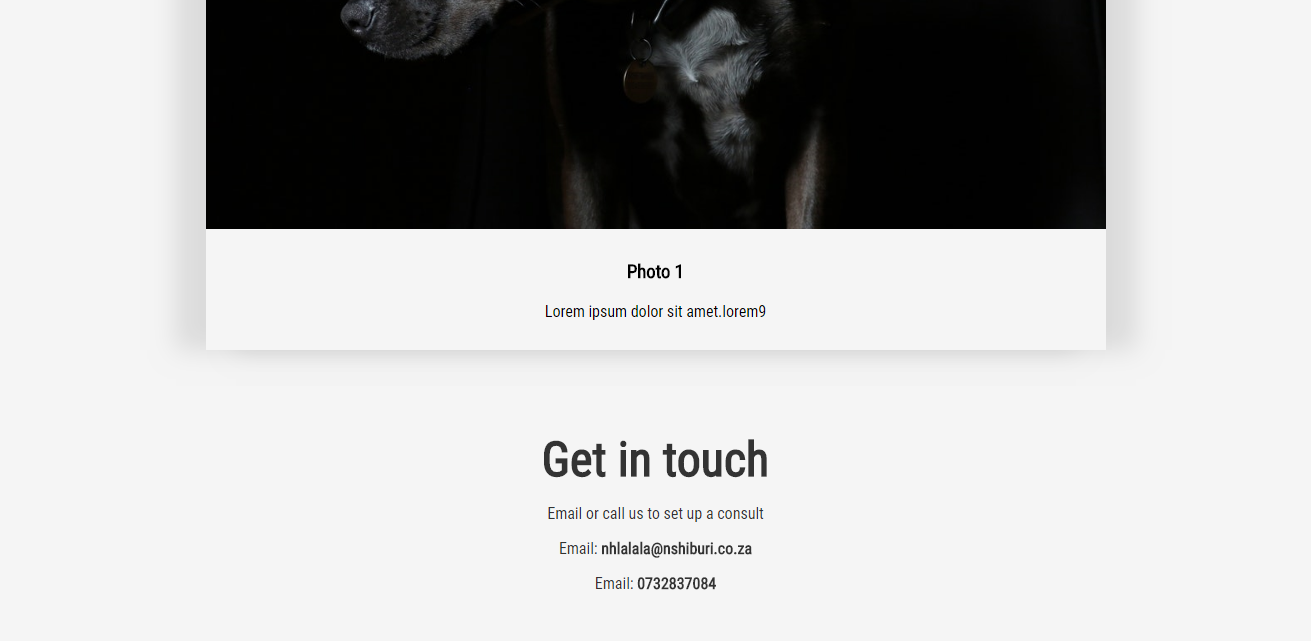 Photo 1
Lorem ipsum dolor sit amet.lorem9
Get in touch
Email or call us to set up a consult
Email: nhlalala@nshiburi.co.za
Email: 0732837084